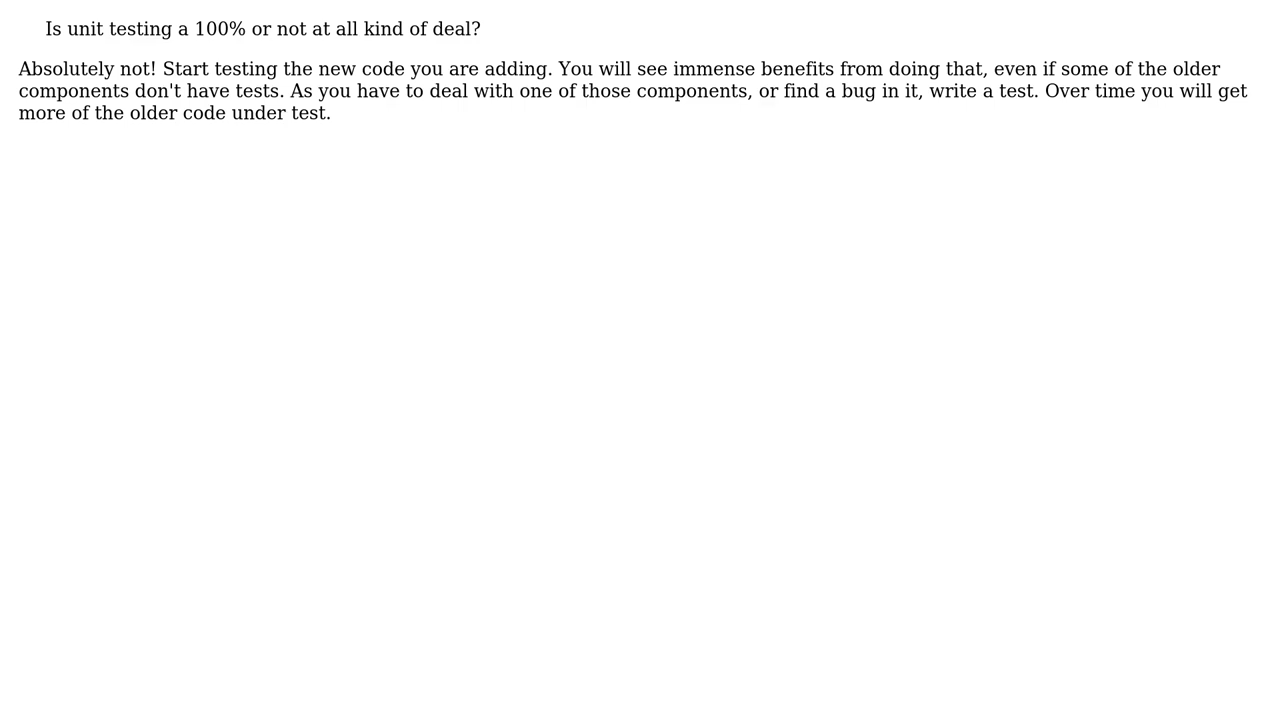 Is unit testing a 100% or not at all kind of deal?
Absolutely not! Start testing the new code you are adding. You will see immense benefits from doing that, even if some of the older
components don't have tests. As you have to deal with one of those components, or find a bug in it, write a test. Over time you will get
more of the older code under test.